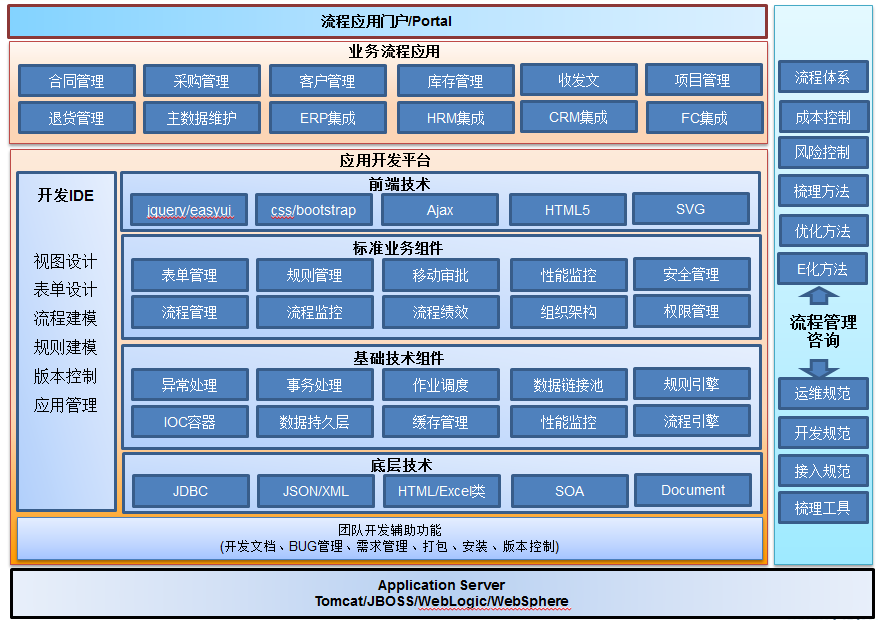 流程应用门户/Portal
业务流程应用
合同管理
采购管理
客户管理
库存管理
收发文
项目管理
退货管理
主数据维护
ERP集成
HRM集成
CRM集成
FC集成
应用开发平台
开发IDE
视图设计
表单设计
流程建模
规则建模
版本控制
应用管理
前端技术
jquery/easyui
css/bootstrap
Ajax
HTML5
SVG
标准业务组件
表单管理
规则管理
移动审批
性能监控
安全管理
流程管理
流程监控
流程绩效
组织架构
权限管理
基础技术组件
异常处理
事务处理
作业调度
数据链接池
规则引擎
IOC容器
数据持久层
缓存管理
性能监控
流程引擎
底层技术
JDBC
JSON/XML
HTML/Excel类
SOA
Document
团队开发辅助功能
(开发文档、BUG管理、需求管理、打包、安装、版本控制)
流程体系
成本控制
风险控制
梳理方法
优化方法
E化方法
流程管理
咨询
运维规范
开发规范
接入规范
梳理工具
Application Server
Tomcat/JBOSS/WebLogic/WebSphere